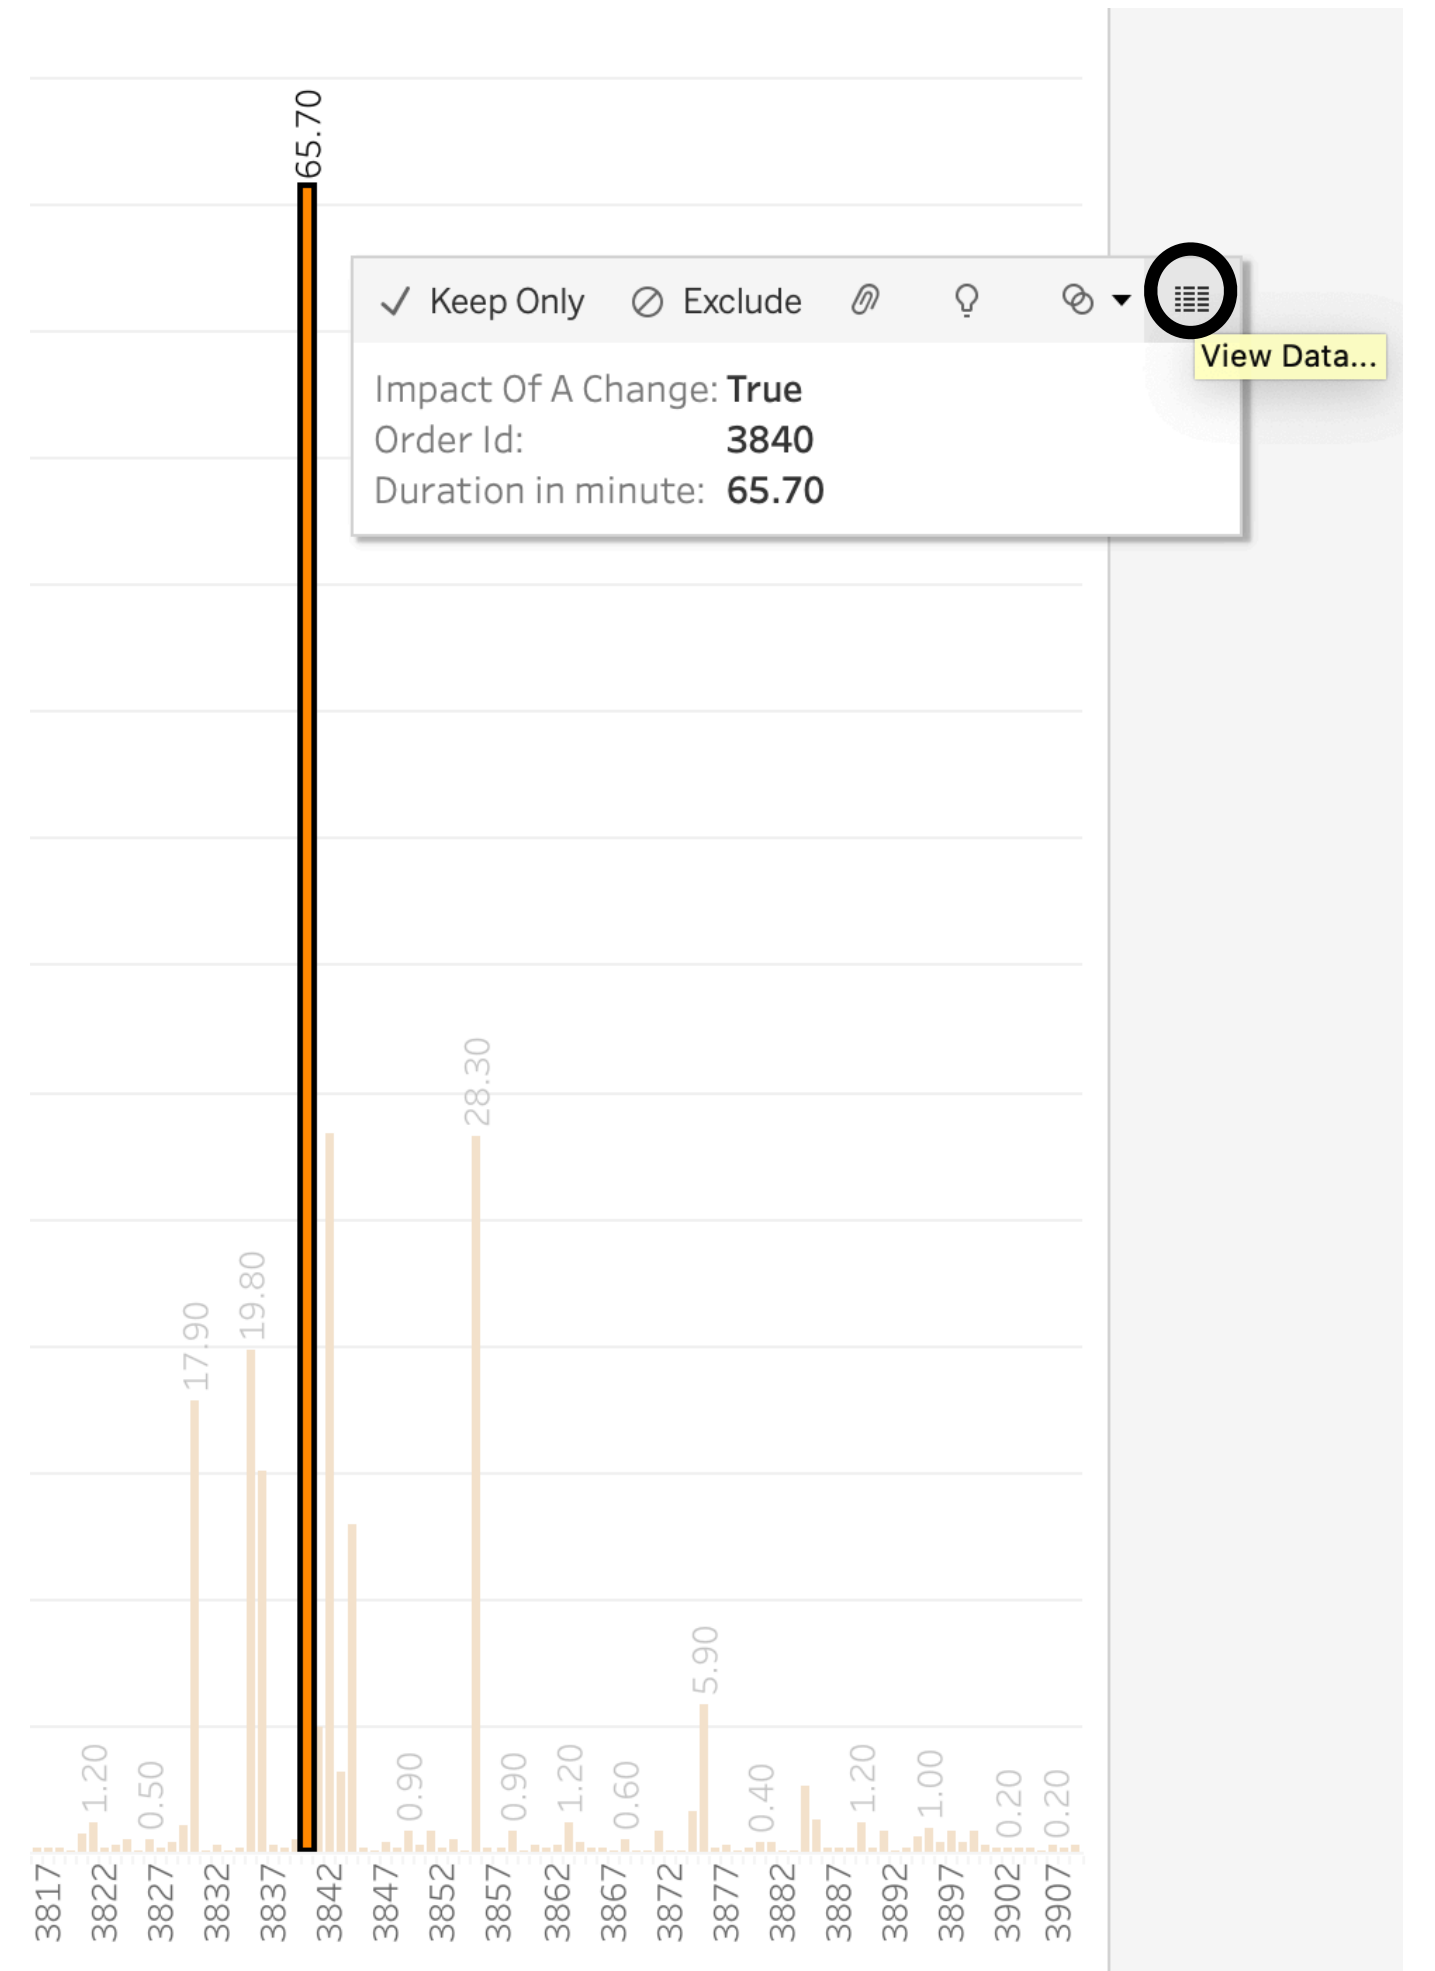 65.70
Keep Only Exclude
View Data...
Impact Of A Change: True
Order Id: 3840
Duration in minute: 65.70
28.30
19.80
17.90
5.90
1.20
0.50
0.90
0.90
1.20
0.60
0.40
1.20
1.00
0.20
0.20
3817 3822 3827 3832 3837 3842 3847 3852 3857 3862 3867 3872 3877 3882 3887 3892 3897 3902 3907